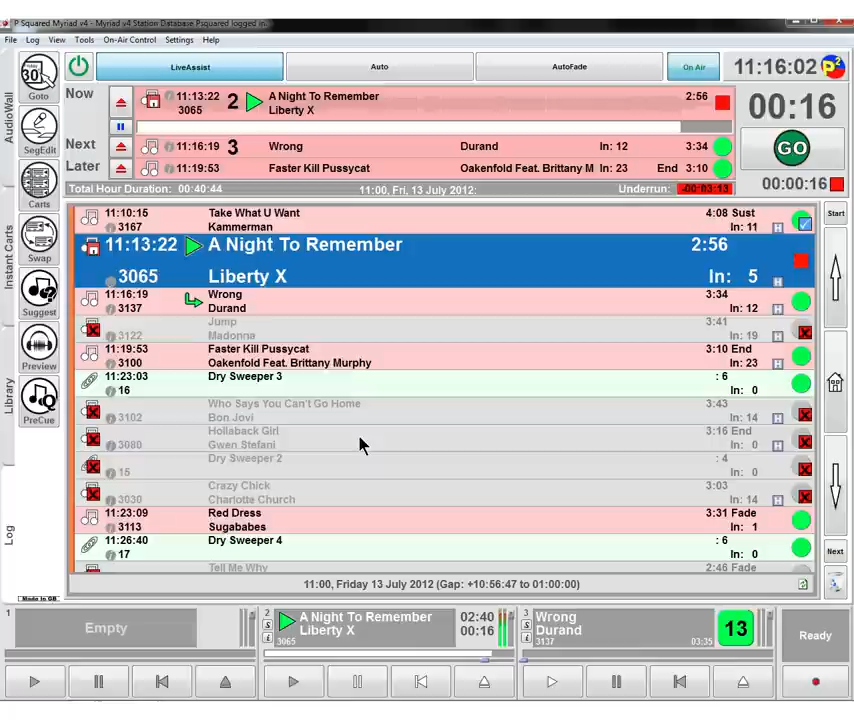 P Squared Myriad v4 - Myriad v4 Station Database Psquared logged in.
File Log View Tools On-Air Control Settings Help
LiveAssist Auto AutoFade On Air 11:16:02
AudioWall
Instant Carts
Library
Log
30
Goto
SegEdit
Carts
Swap
Suggest
Preview
PreCue
Now 11:13:22 2 A Night To Remember 2:56
3065 Liberty X
00:16
Next 11:16:19 3 Wrong Durand In: 12 3:34
GO
Later 11:19:53 Faster Kill Pussycat Oakenfold Feat. Brittany M In: 23 End 3:10
Total Hour Duration: 00:40:44 11:00, Fri, 13 July 2012: Underrun: -00:03:13 00:00:16
11:10:15 Take What U Want 4:08 Sust
3167 Kammerman In: 11 H
11:13:22 A Night To Remember 2:56
3065 Liberty X In: 5 H
11:16:19 Wrong 3:34
3137 Durand In: 12 H
Jump 3:41
3122 Madonna In: 19 H
11:19:53 Faster Kill Pussycat 3:10 End
3100 Oakenfold Feat. Brittany Murphy In: 23 H
11:23:03 Dry Sweeper 3 : 6
16 In: 0
Who Says You Can't Go Home 3:43
3102 Bon Jovi In: 14 H
Hollaback Girl 3:16 End
3080 Gwen Stefani In: 0 H
Dry Sweeper 2 : 4
15 In: 0
Crazy Chick 3:03
3030 Charlotte Church In: 14 H
11:23:09 Red Dress 3:31 Fade
3113 Sugababes In: 1
11:26:40 Dry Sweeper 4 : 6
17 In: 0
Tell Me Why 2:46 Fade
Start
Next
11:00, Friday 13 July 2012 (Gap: +10:56:47 to 01:00:00)
Made in GB
1 Empty
2 S i A Night To Remember 02:40
Liberty X 00:16
3065
3 S i Wrong
Durand 13
3137 03:35
Ready